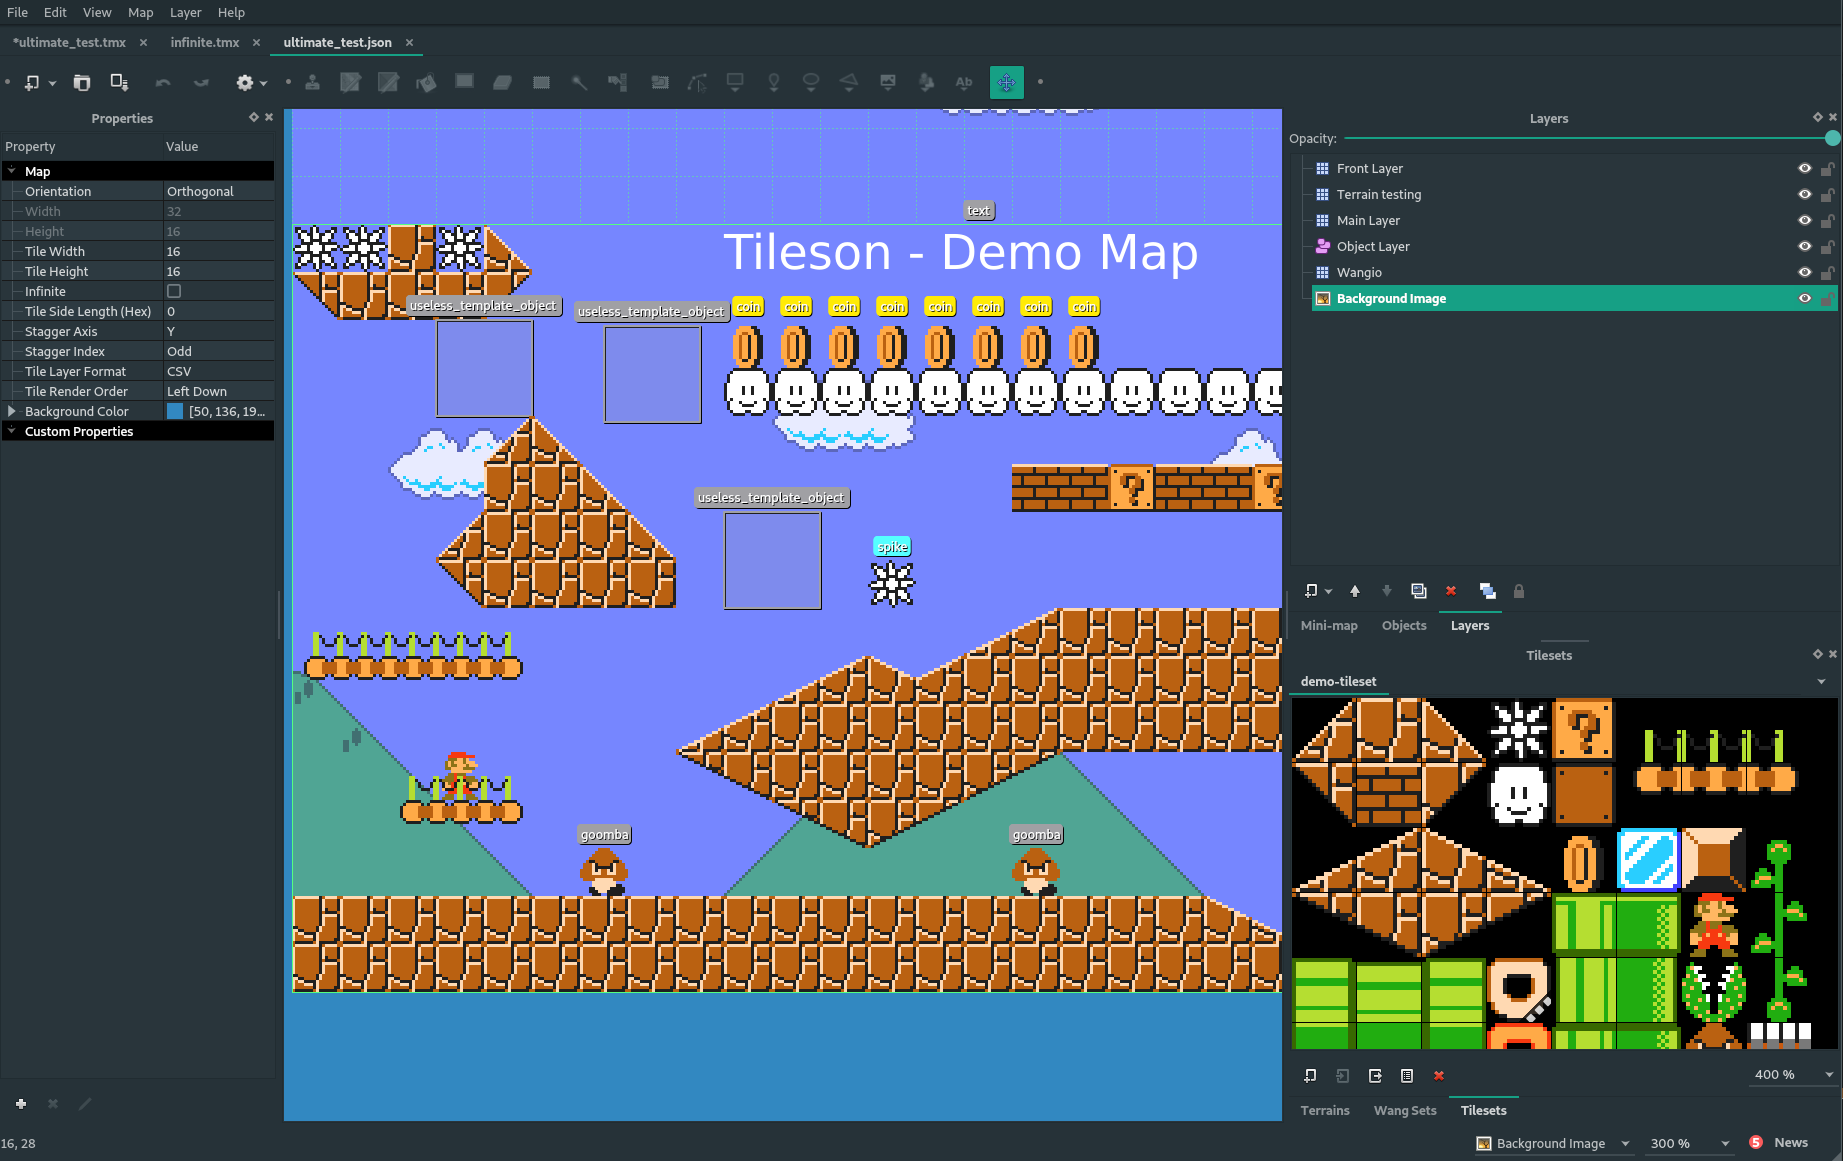 File Edit View Map Layer Help
*ultimate_test.tmx infinite.tmx ultimate_test.json
Ab
Properties
Property Value
Map
Orientation Orthogonal
Width 32
Height 16
Tile Width 16
Tile Height 16
Infinite
Tile Side Length (Hex) 0
Stagger Axis Y
Stagger Index Odd
Tile Layer Format CSV
Tile Render Order Left Down
Background Color [50, 136, 19...
Custom Properties
16, 28
text
Tileson - Demo Map
useless_template_object useless_template_object coin coin coin coin coin coin coin coin
useless_template_object
spike
goomba goomba
Layers
Opacity:
Front Layer
Terrain testing
Main Layer
Object Layer
Wangio
Background Image
Mini-map Objects Layers
Tilesets
demo-tileset
400 %
Terrains Wang Sets Tilesets
Background Image 300 % 5 News